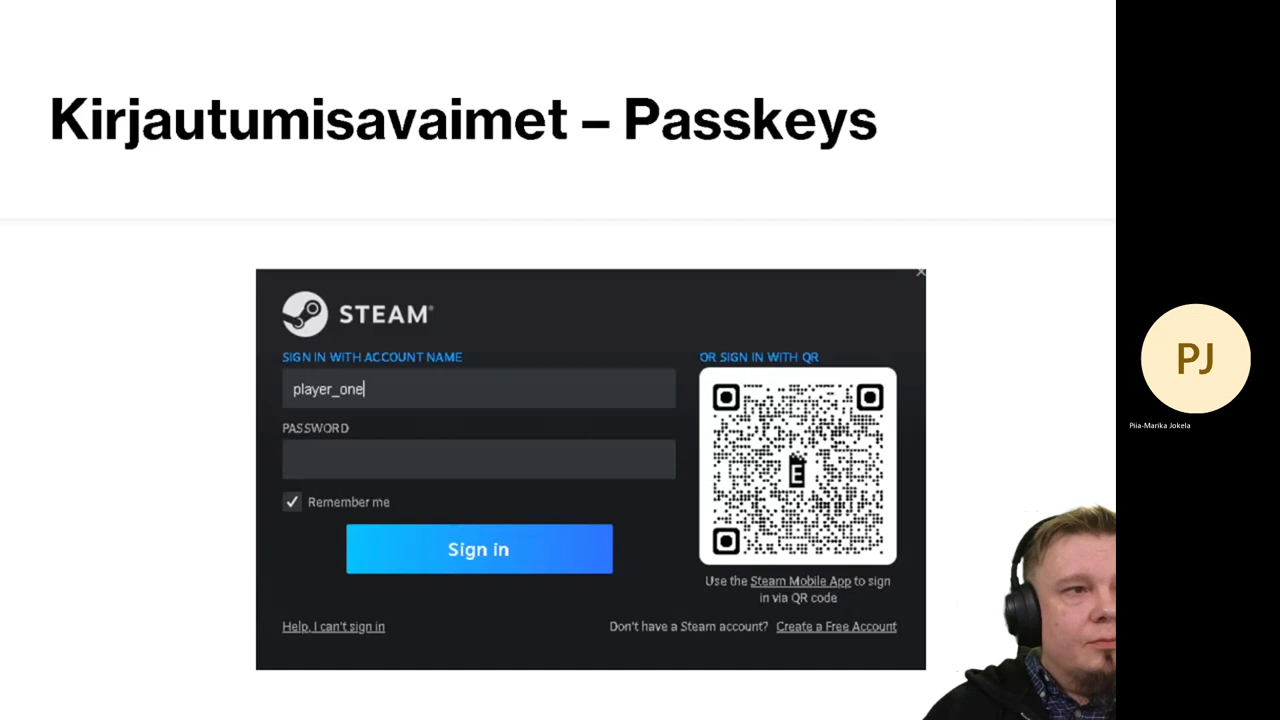 Kirjautumisavaimet – Passkeys
STEAM®
SIGN IN WITH ACCOUNT NAME
player_one
PASSWORD
Remember me
Sign in
Help, I can't sign in
OR SIGN IN WITH QR
E
Use the Steam Mobile App to sign
in via QR code
Don't have a Steam account? Create a Free Account
PJ
Piia-Marika Jokela